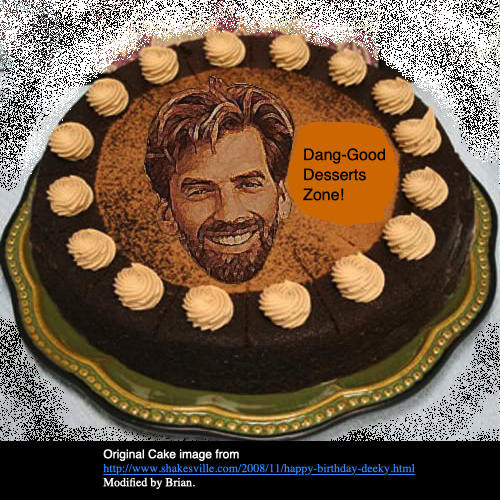 Dang-Good
Desserts
Zone!
Original Cake image from
http://www.shakesville.com/2008/11/happy-birthday-deeky.html
Modified by Brian.